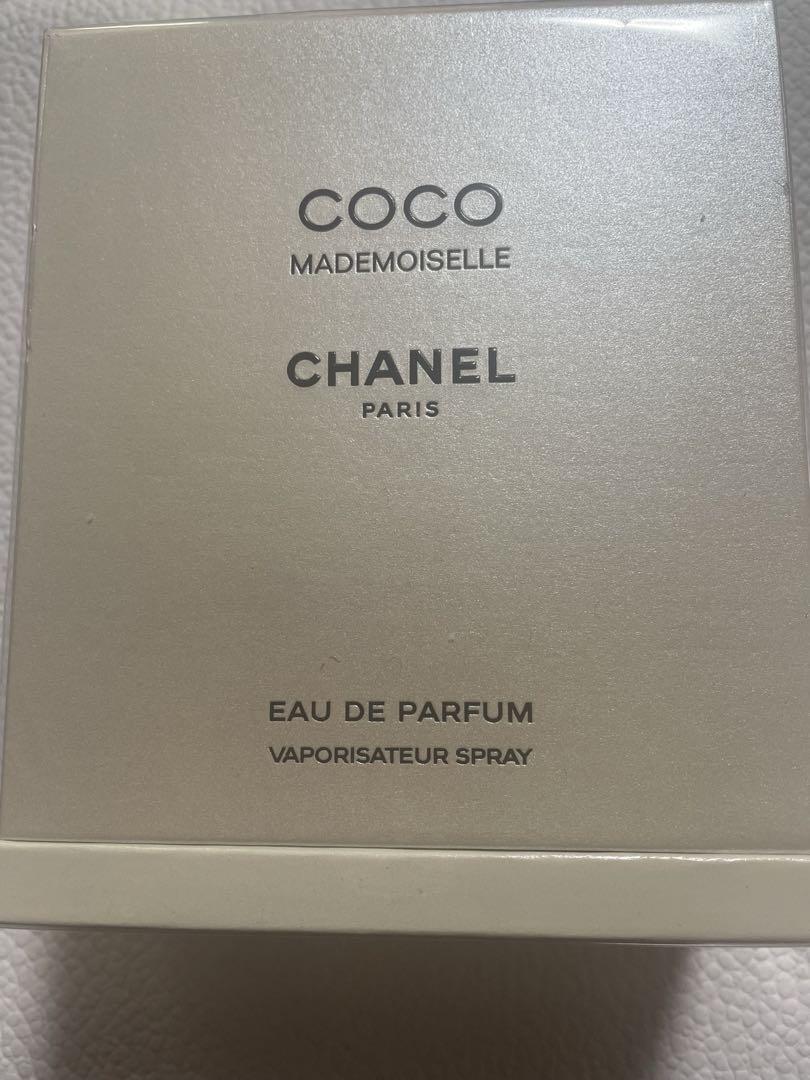 COCO
MADEMOISELLE
CHANEL
PARIS
EAU DE PARFUM
VAPORISATEUR SPRAY